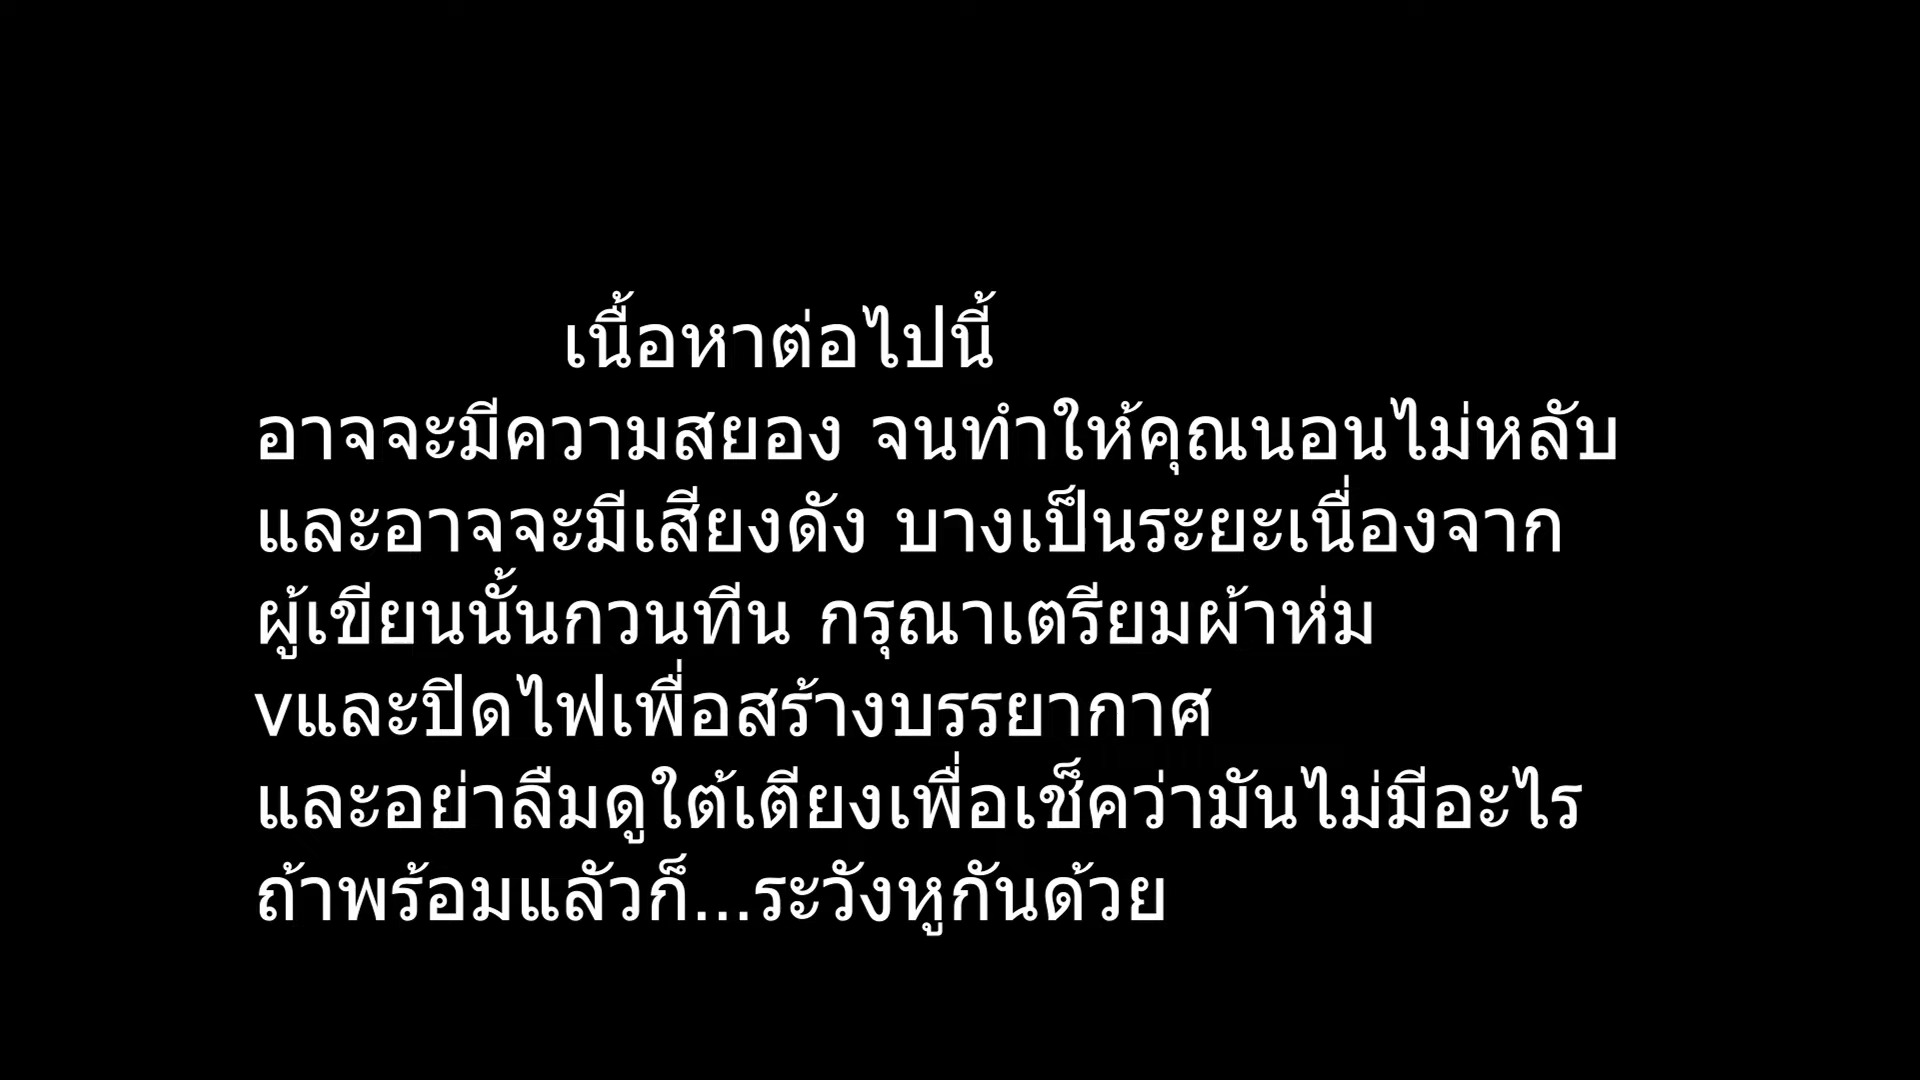 เนื้อหาต่อไปนี้
อาจจะมีความสยอง จนทำให้คุณนอนไม่หลับ
และอาจจะมีเสียงดัง บางเป็นระยะเนื่องจาก
ผู้เขียนนั้นกวนทีน กรุณาเตรียมผ้าห่ม
vและปิดไฟเพื่อสร้างบรรยากาศ
และอย่าลืมดูใต้เตียงเพื่อเช็คว่ามันไม่มีอะไร
ถ้าพร้อมแลัวก็...ระวังหูกันด้วย